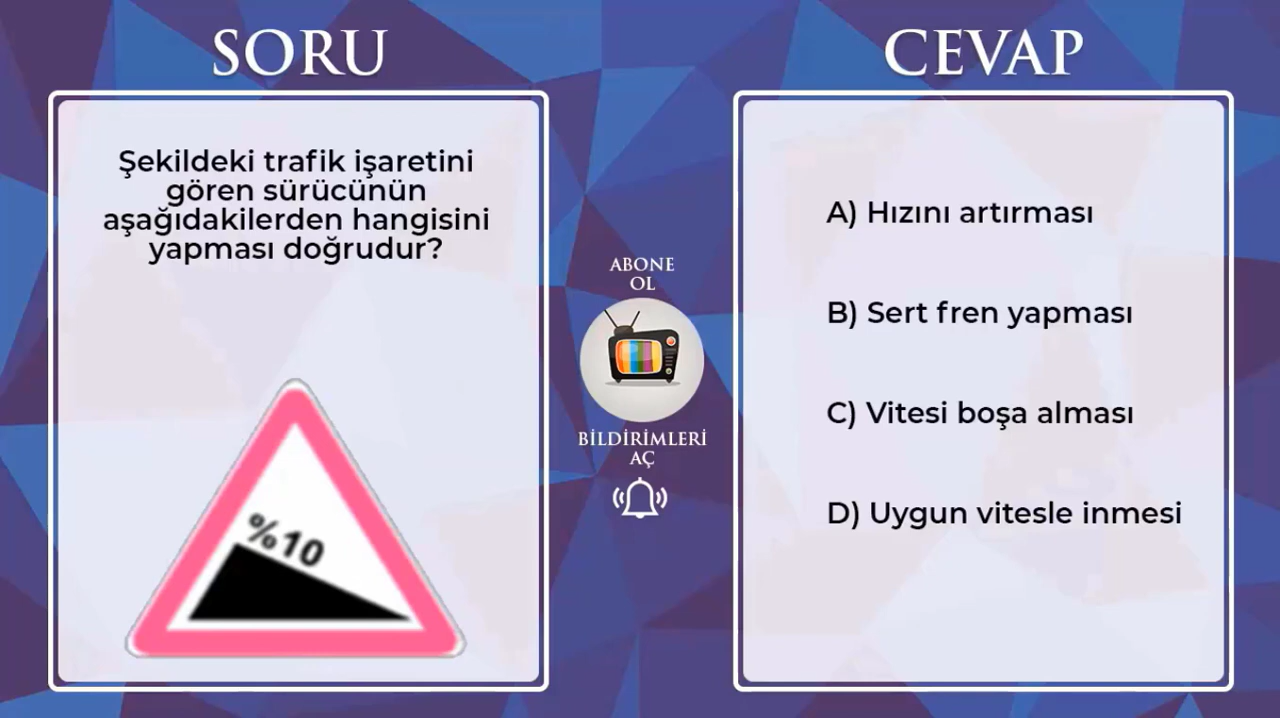 SORU
Şekildeki trafik işaretini
gören sürücünün
aşağıdakilerden hangisini
yapması doğrudur?
%10
ABONE
OL
BİLDİRİMLERİ
AÇ
CEVAP
A) Hızını artırması
B) Sert fren yapması
C) Vitesi boşa alması
D) Uygun vitesle inmesi